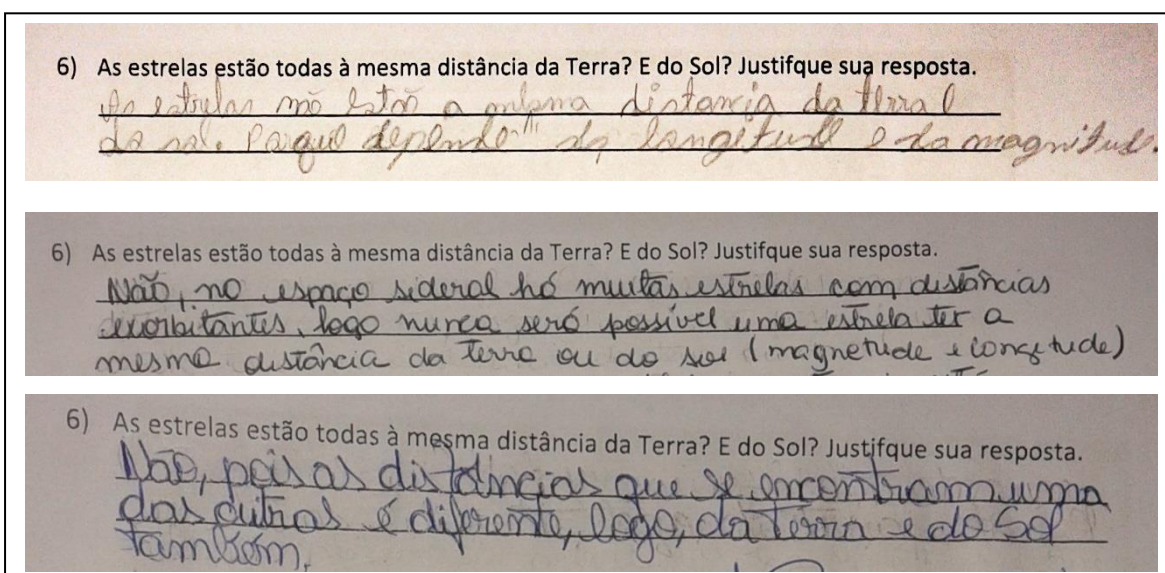 6) As estrelas estão todas à mesma distância da Terra? E do Sol? Justifque sua resposta.
As estrelas não estão a mesma distancia da terra e
do sol. Porque depende da longitude e da magnitude.
6) As estrelas estão todas à mesma distância da Terra? E do Sol? Justifque sua resposta.
Não, no espaço sideral há muitas estrelas com distâncias
exorbitantes, logo nunca será possível uma estrela ter a
mesma distância da terra ou do sol (magnetude e longetude)
6) As estrelas estão todas à mesma distância da Terra? E do Sol? Justifque sua resposta.
Não, pois as distâncias que se encontram uma
das outras é diferente, logo, da Terra e do Sol
também.